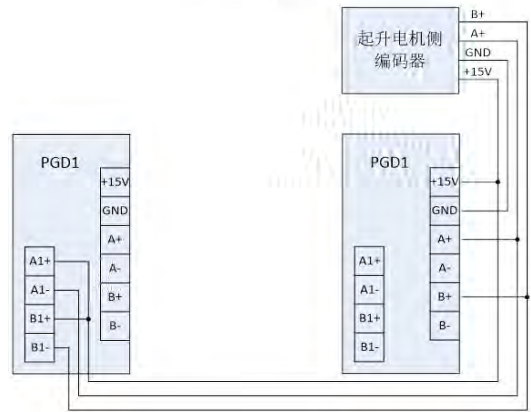 B+
A+
GND
+15V
起升电机侧
编码器
PGD1
+15V
GND
A+
A-
B+
B-
A1+
A1-
B1+
B1-
PGD1
+15V
GND
A+
A-
B+
B-
A1+
A1-
B1+
B1-